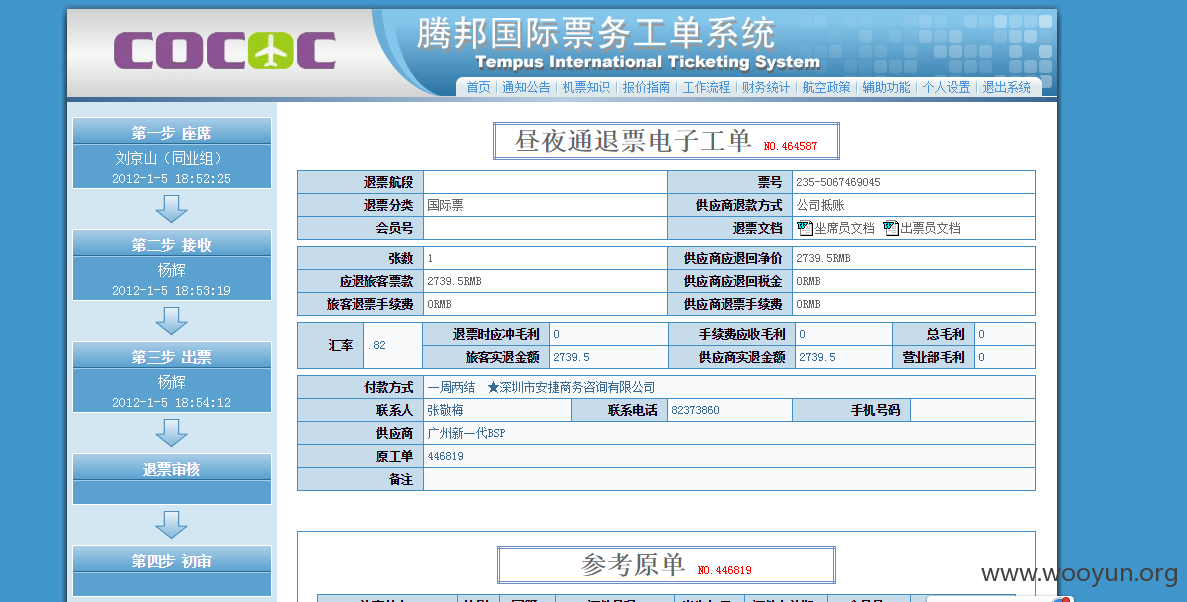 COCOC
腾邦国际票务工单系统
Tempus International Ticketing System
首页 通知公告 机票知识 报价指南 工作流程 财务统计 航空政策 辅助功能 个人设置 退出系统
第一步 座席
刘京山（同业组）
2012-1-5 18:52:25
第二步 接收
杨辉
2012-1-5 18:53:19
第三步 出票
杨辉
2012-1-5 18:54:12
退票审核
第四步 初审
昼夜通退票电子工单 NO.464587
退票航段 票号 235-5067469045
退票分类 国际票 供应商退款方式 公司抵账
会员号 退票文档 坐席员文档 出票员文档
张数 1 供应商应退回净价 2739.5RMB
应退旅客票款 2739.5RMB 供应商应退回税金 0RMB
旅客退票手续费 0RMB 供应商退票手续费 0RMB
汇率 .82 退票时应冲毛利 0 手续费应收毛利 0 总毛利 0
旅客实退金额 2739.5 供应商实退金额 2739.5 营业部毛利 0
付款方式 一周两结 ★深圳市安捷商务咨询有限公司
联系人 张敬梅 联系电话 82373860 手机号码
供应商 广州新一代BSP
原工单 446819
备注
参考原单 NO.446819
www.wooyun.org